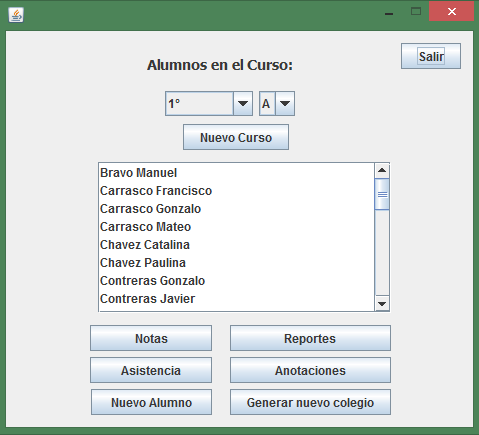 Salir
Alumnos en el Curso:
1° A
Nuevo Curso
Bravo Manuel
Carrasco Francisco
Carrasco Gonzalo
Carrasco Mateo
Chavez Catalina
Chavez Paulina
Contreras Gonzalo
Contreras Javier
Notas Reportes
Asistencia Anotaciones
Nuevo Alumno Generar nuevo colegio